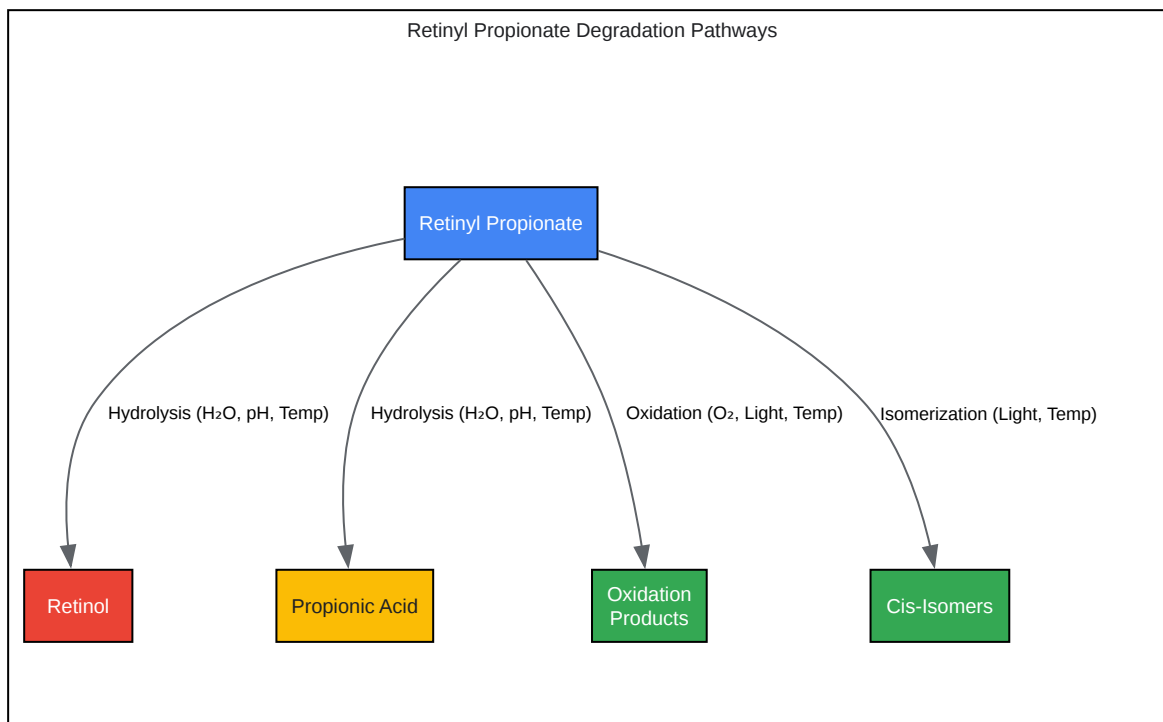 Retinyl Propionate Degradation Pathways
Retinyl Propionate
Hydrolysis (H₂O, pH, Temp)
Hydrolysis (H₂O, pH, Temp)
Oxidation (O₂, Light, Temp)
Isomerization (Light, Temp)
Retinol
Propionic Acid
Oxidation
Products
Cis-Isomers